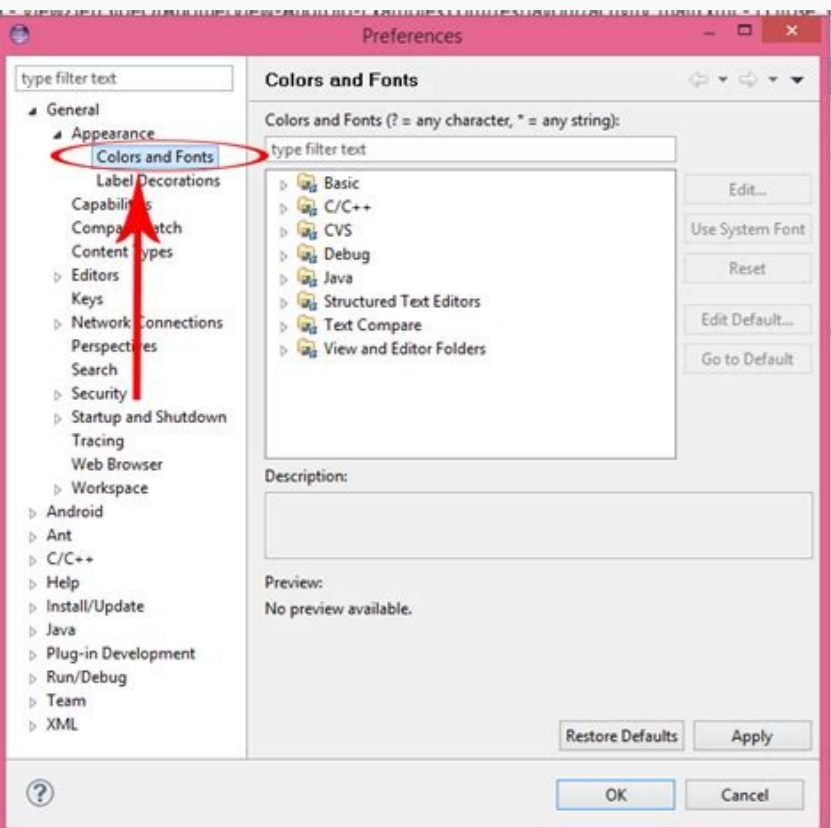 Preferences
type filter text
General
Appearance
Colors and Fonts
Label Decorations
Capabilities
Content Types
Editors
Keys
Network Connections
Perspectives
Search
Security
Startup and Shutdown
Tracing
Web Browser
Workspace
Android
Ant
C/C++
Help
Install/Update
Java
Plug-in Development
Run/Debug
Team
XML
Colors and Fonts
Colors and Fonts (? = any character, * = any string):
type filter text
Basic
C/C++
CVS
Debug
Java
Structured Text Editors
Text Compare
View and Editor Folders
Edit...
Use System Font
Reset
Edit Default...
Go to Default
Description:
Preview:
No preview available.
Restore Defaults
Apply
OK
Cancel